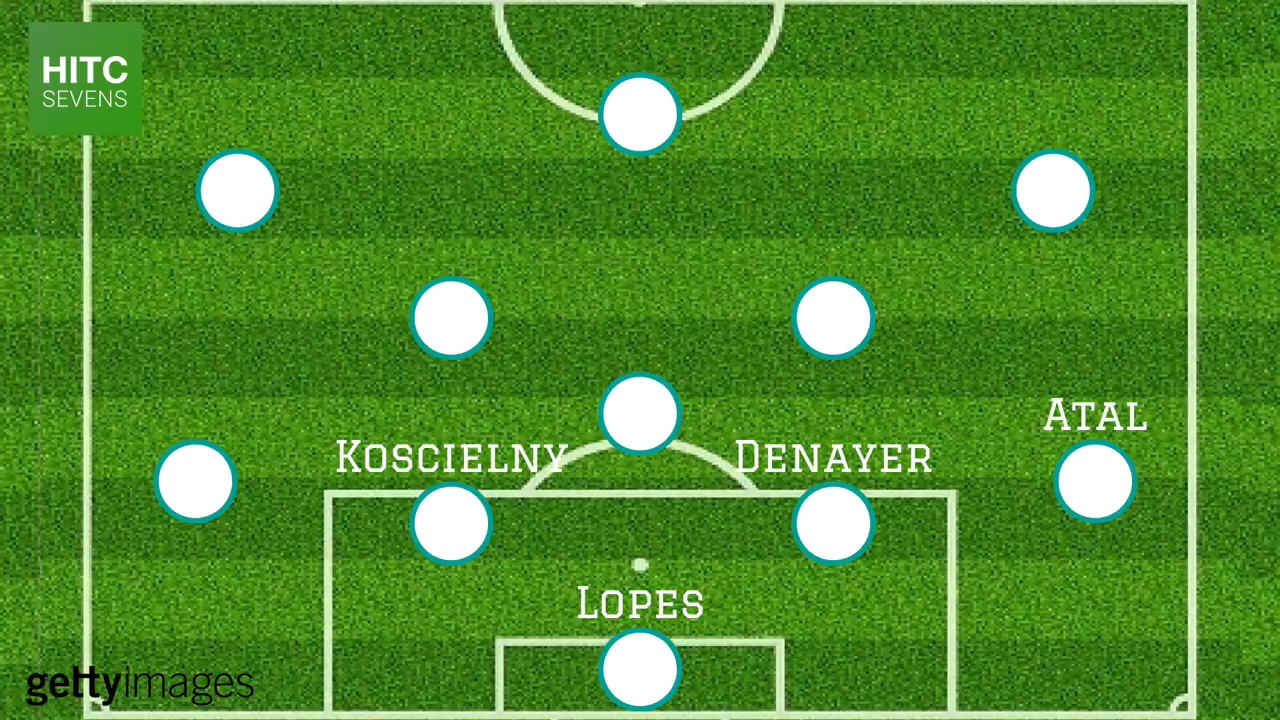 HITC
SEVENS
ATAL
KOSCIELNY
DENAYER
LOPES
gettyimages